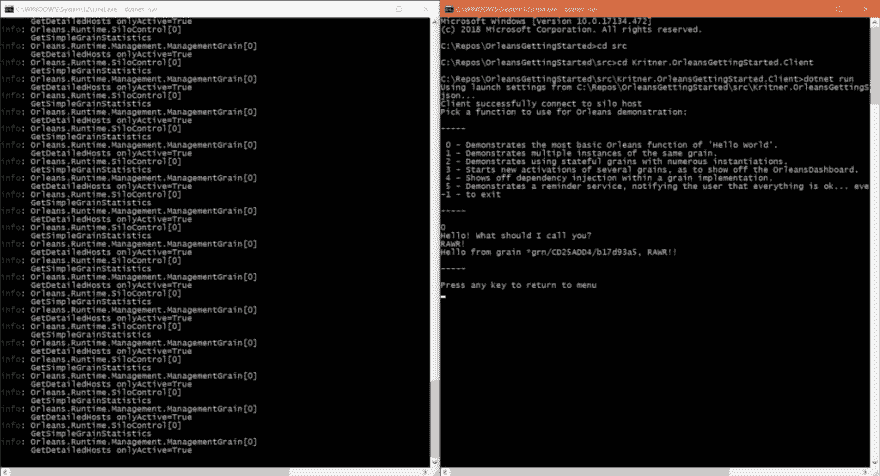 C:\WINDOWS\System32\cmd.exe - dotnet run
GetDetailedHosts onlyActive=True
info: Orleans.Runtime.SiloControl[0]
GetSimpleGrainStatistics
info: Orleans.Runtime.Management.ManagementGrain[0]
GetDetailedHosts onlyActive=True
info: Orleans.Runtime.SiloControl[0]
GetSimpleGrainStatistics
info: Orleans.Runtime.Management.ManagementGrain[0]
GetDetailedHosts onlyActive=True
info: Orleans.Runtime.SiloControl[0]
GetSimpleGrainStatistics
info: Orleans.Runtime.Management.ManagementGrain[0]
GetDetailedHosts onlyActive=True
info: Orleans.Runtime.SiloControl[0]
GetSimpleGrainStatistics
info: Orleans.Runtime.Management.ManagementGrain[0]
GetDetailedHosts onlyActive=True
info: Orleans.Runtime.SiloControl[0]
GetSimpleGrainStatistics
info: Orleans.Runtime.Management.ManagementGrain[0]
GetDetailedHosts onlyActive=True
info: Orleans.Runtime.SiloControl[0]
GetSimpleGrainStatistics
info: Orleans.Runtime.Management.ManagementGrain[0]
GetDetailedHosts onlyActive=True
info: Orleans.Runtime.SiloControl[0]
GetSimpleGrainStatistics
info: Orleans.Runtime.Management.ManagementGrain[0]
GetDetailedHosts onlyActive=True
info: Orleans.Runtime.SiloControl[0]
GetSimpleGrainStatistics
info: Orleans.Runtime.Management.ManagementGrain[0]
GetDetailedHosts onlyActive=True
info: Orleans.Runtime.SiloControl[0]
GetSimpleGrainStatistics
info: Orleans.Runtime.Management.ManagementGrain[0]
GetDetailedHosts onlyActive=True
info: Orleans.Runtime.SiloControl[0]
GetSimpleGrainStatistics
info: Orleans.Runtime.Management.ManagementGrain[0]
GetDetailedHosts onlyActive=True
info: Orleans.Runtime.SiloControl[0]
GetSimpleGrainStatistics
info: Orleans.Runtime.Management.ManagementGrain[0]
GetDetailedHosts onlyActive=True
info: Orleans.Runtime.SiloControl[0]
GetSimpleGrainStatistics
info: Orleans.Runtime.Management.ManagementGrain[0]
GetDetailedHosts onlyActive=True
info: Orleans.Runtime.SiloControl[0]
GetSimpleGrainStatistics
info: Orleans.Runtime.Management.ManagementGrain[0]
GetDetailedHosts onlyActive=True
C:\WINDOWS\System32\cmd.exe - dotnet run
Microsoft Windows [Version 10.0.17134.472]
(c) 2018 Microsoft Corporation. All rights reserved.
C:\Repos\OrleansGettingStarted>cd src
C:\Repos\OrleansGettingStarted\src>cd Kritner.OrleansGettingStarted.Client
C:\Repos\OrleansGettingStarted\src\Kritner.OrleansGettingStarted.Client>dotnet run
Using launch settings from C:\Repos\OrleansGettingStarted\src\Kritner.OrleansGettingS
json...
Client successfully connect to silo host
Pick a function to use for Orleans demonstration:
-----
0 - Demonstrates the most basic Orleans function of 'Hello World'.
1 - Demonstrates multiple instances of the same grain.
2 - Demonstrates using stateful grains with numerous instantiations.
3 - Starts new activations of several grains, as to show off the OrleansDashboard.
4 - Shows off dependency injection within a grain implementation.
5 - Demonstrates a reminder service, notifying the user that everything is ok... eve
-1 - to exit
-----
0
Hello! What should I call you?
RAWR!
Hello from grain *grn/CD25ADD4/b17d93a5, RAWR!!
-----
Press any key to return to menu